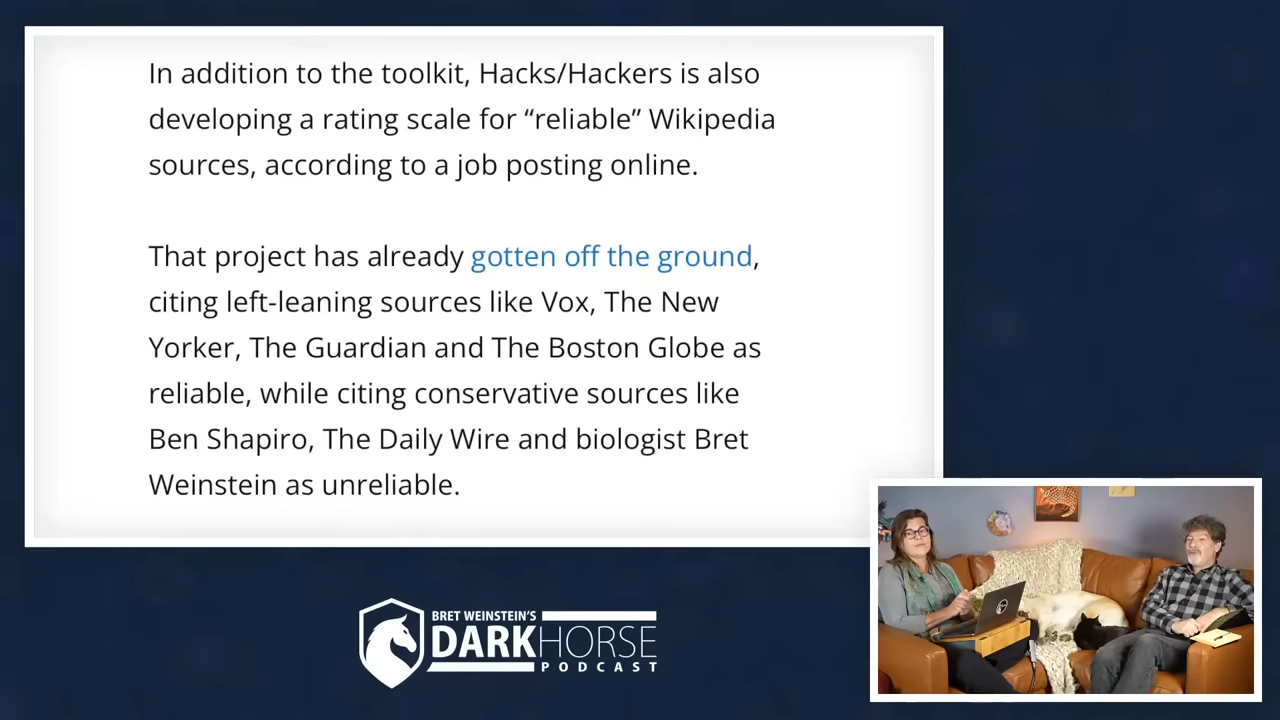 In addition to the toolkit, Hacks/Hackers is also
developing a rating scale for “reliable” Wikipedia
sources, according to a job posting online.
That project has already gotten off the ground,
citing left-leaning sources like Vox, The New
Yorker, The Guardian and The Boston Globe as
reliable, while citing conservative sources like
Ben Shapiro, The Daily Wire and biologist Bret
Weinstein as unreliable.
BRET WEINSTEIN'S
DARKHORSE
PODCAST